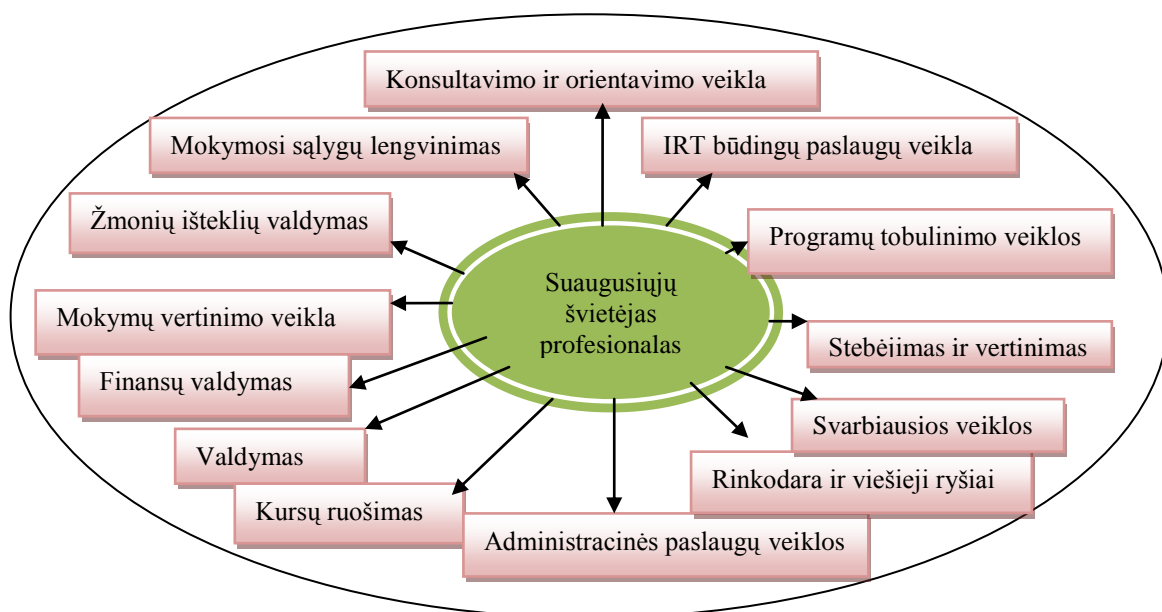 Konsultavimo ir orientavimo veikla
Mokymosi sąlygų lengvinimas
IRT būdingų paslaugų veikla
Žmonių išteklių valdymas
Programų tobulinimo veiklos
Suaugusiųjų
švietėjas
profesionalas
Mokymų vertinimo veikla
Stebėjimas ir vertinimas
Finansų valdymas
Svarbiausios veiklos
Valdymas
Rinkodara ir viešieji ryšiai
Kursų ruošimas
Administracinės paslaugų veiklos